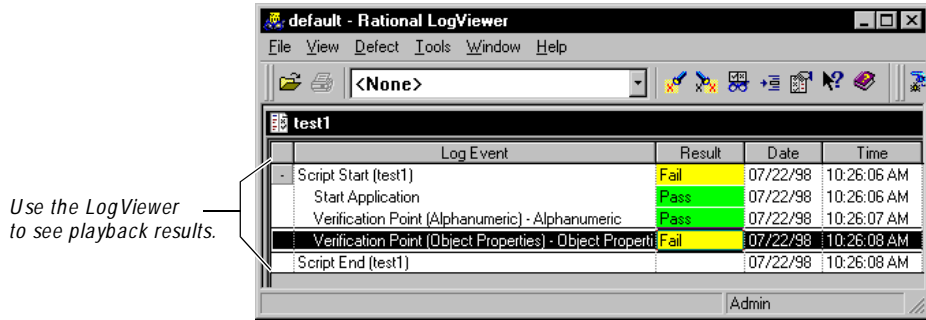 default - Rational LogViewer
File View Defect Tools Window Help
<None>
test1
Log Event Result Date Time
- Script Start (test1) Fail 07/22/98 10:26:06 AM
Start Application Pass 07/22/98 10:26:06 AM
Verification Point (Alphanumeric) - Alphanumeric Pass 07/22/98 10:26:07 AM
Verification Point (Object Properties) - Object Properti Fail 07/22/98 10:26:08 AM
Script End (test1) 07/22/98 10:26:08 AM
Admin
Use the LogViewer
to see playback results.